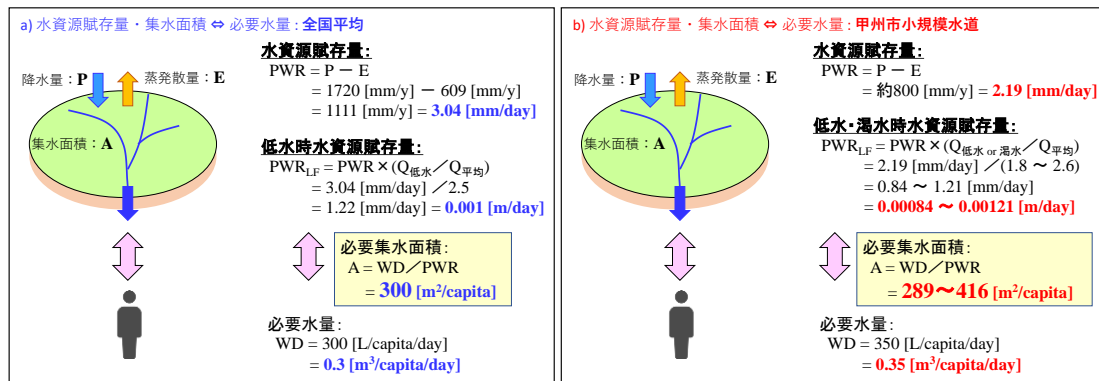 a) 水資源賦存量・集水面積 ⇔ 必要水量：全国平均
降水量：P
蒸発散量：E
集水面積：A
水資源賦存量：
PWR = P － E
= 1720 [mm/y] － 609 [mm/y]
= 1111 [mm/y] = 3.04 [mm/day]
低水時水資源賦存量：
PWRLF = PWR×(Q低水／Q平均)
= 3.04 [mm/day] ／2.5
= 1.22 [mm/day] = 0.001 [m/day]
必要集水面積：
A = WD／PWR
= 300 [m²/capita]
必要水量：
WD = 300 [L/capita/day]
= 0.3 [m³/capita/day]
b) 水資源賦存量・集水面積 ⇔ 必要水量：甲州市小規模水道
降水量：P
蒸発散量：E
集水面積：A
水資源賦存量：
PWR = P － E
= 約800 [mm/y] = 2.19 [mm/day]
低水・渇水時水資源賦存量：
PWRLF = PWR×(Q低水 or 渇水／Q平均)
= 2.19 [mm/day] ／(1.8 ～ 2.6)
= 0.84 ～ 1.21 [mm/day]
= 0.00084 ～ 0.00121 [m/day]
必要集水面積：
A = WD／PWR
= 289～416 [m²/capita]
必要水量：
WD = 350 [L/capita/day]
= 0.35 [m³/capita/day]